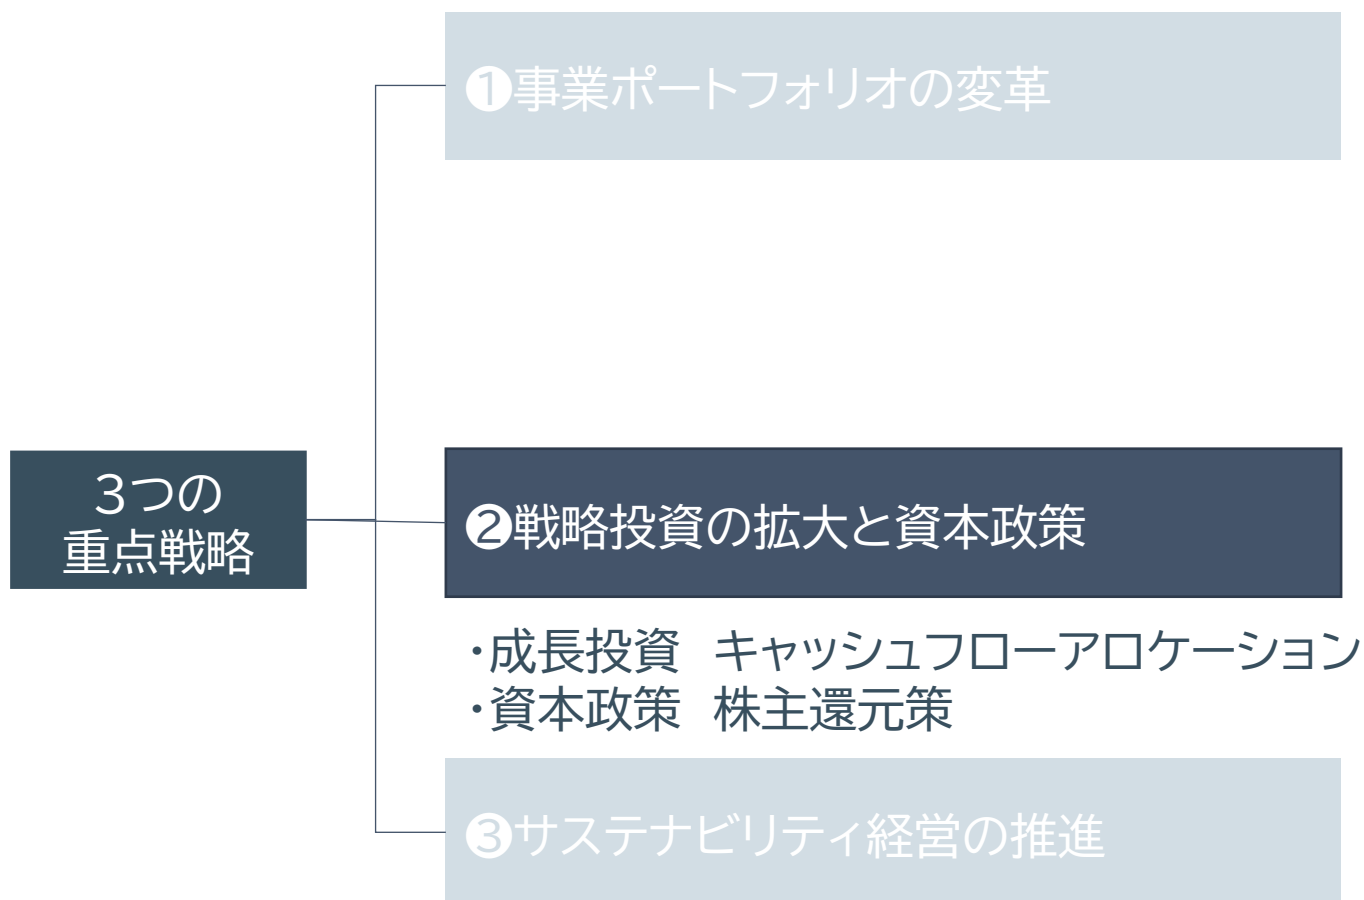 ❶事業ポートフォリオの変革
3つの
重点戦略
❷戦略投資の拡大と資本政策
・成長投資　キャッシュフローアロケーション
・資本政策　株主還元策
❸サステナビリティ経営の推進